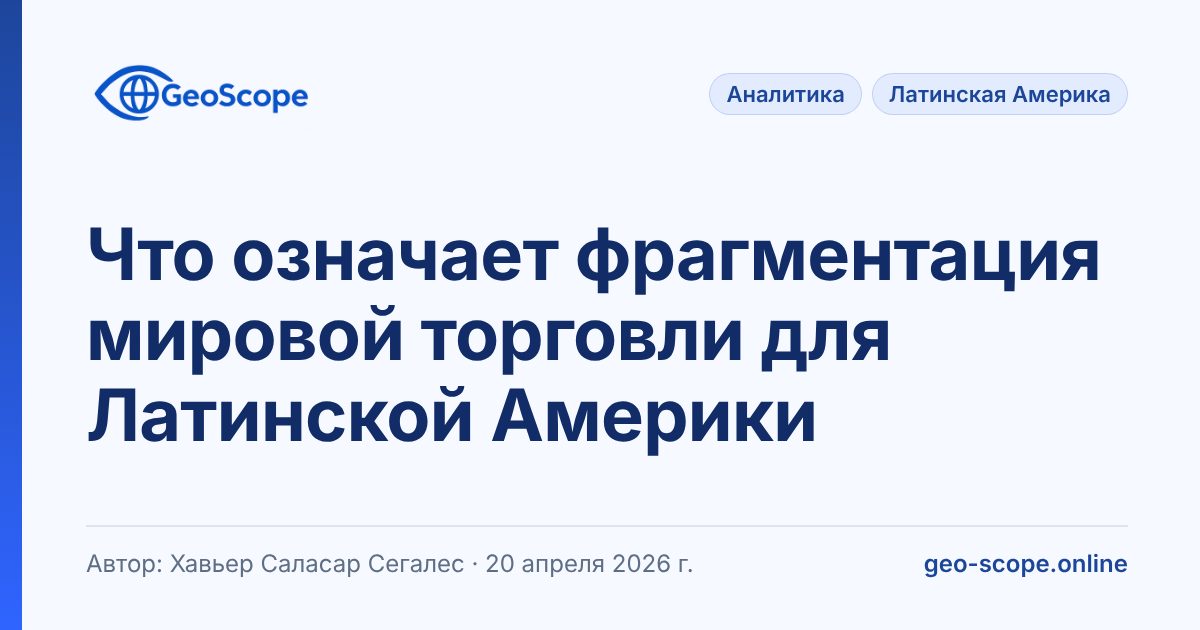 GeoScope
Аналитика
Латинская Америка
Что означает фрагментация
мировой торговли для
Латинской Америки
Автор: Хавьер Саласар Сегалес · 20 апреля 2026 г.
geo-scope.online